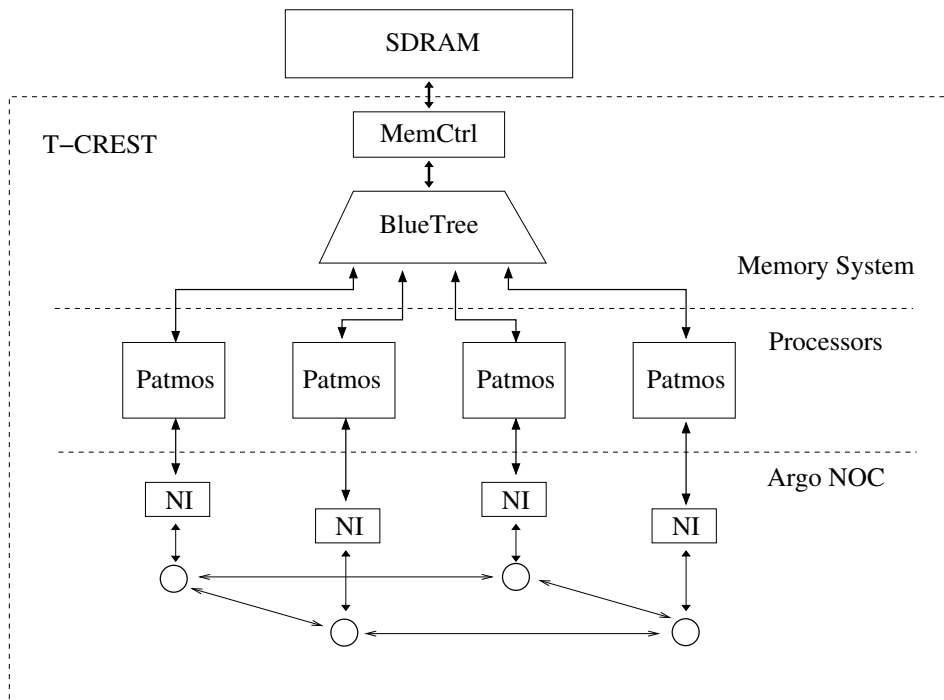 SDRAM
T−CREST
MemCtrl
BlueTree
Memory System
Processors
Patmos
Patmos
Patmos
Patmos
Argo NOC
NI
NI
NI
NI